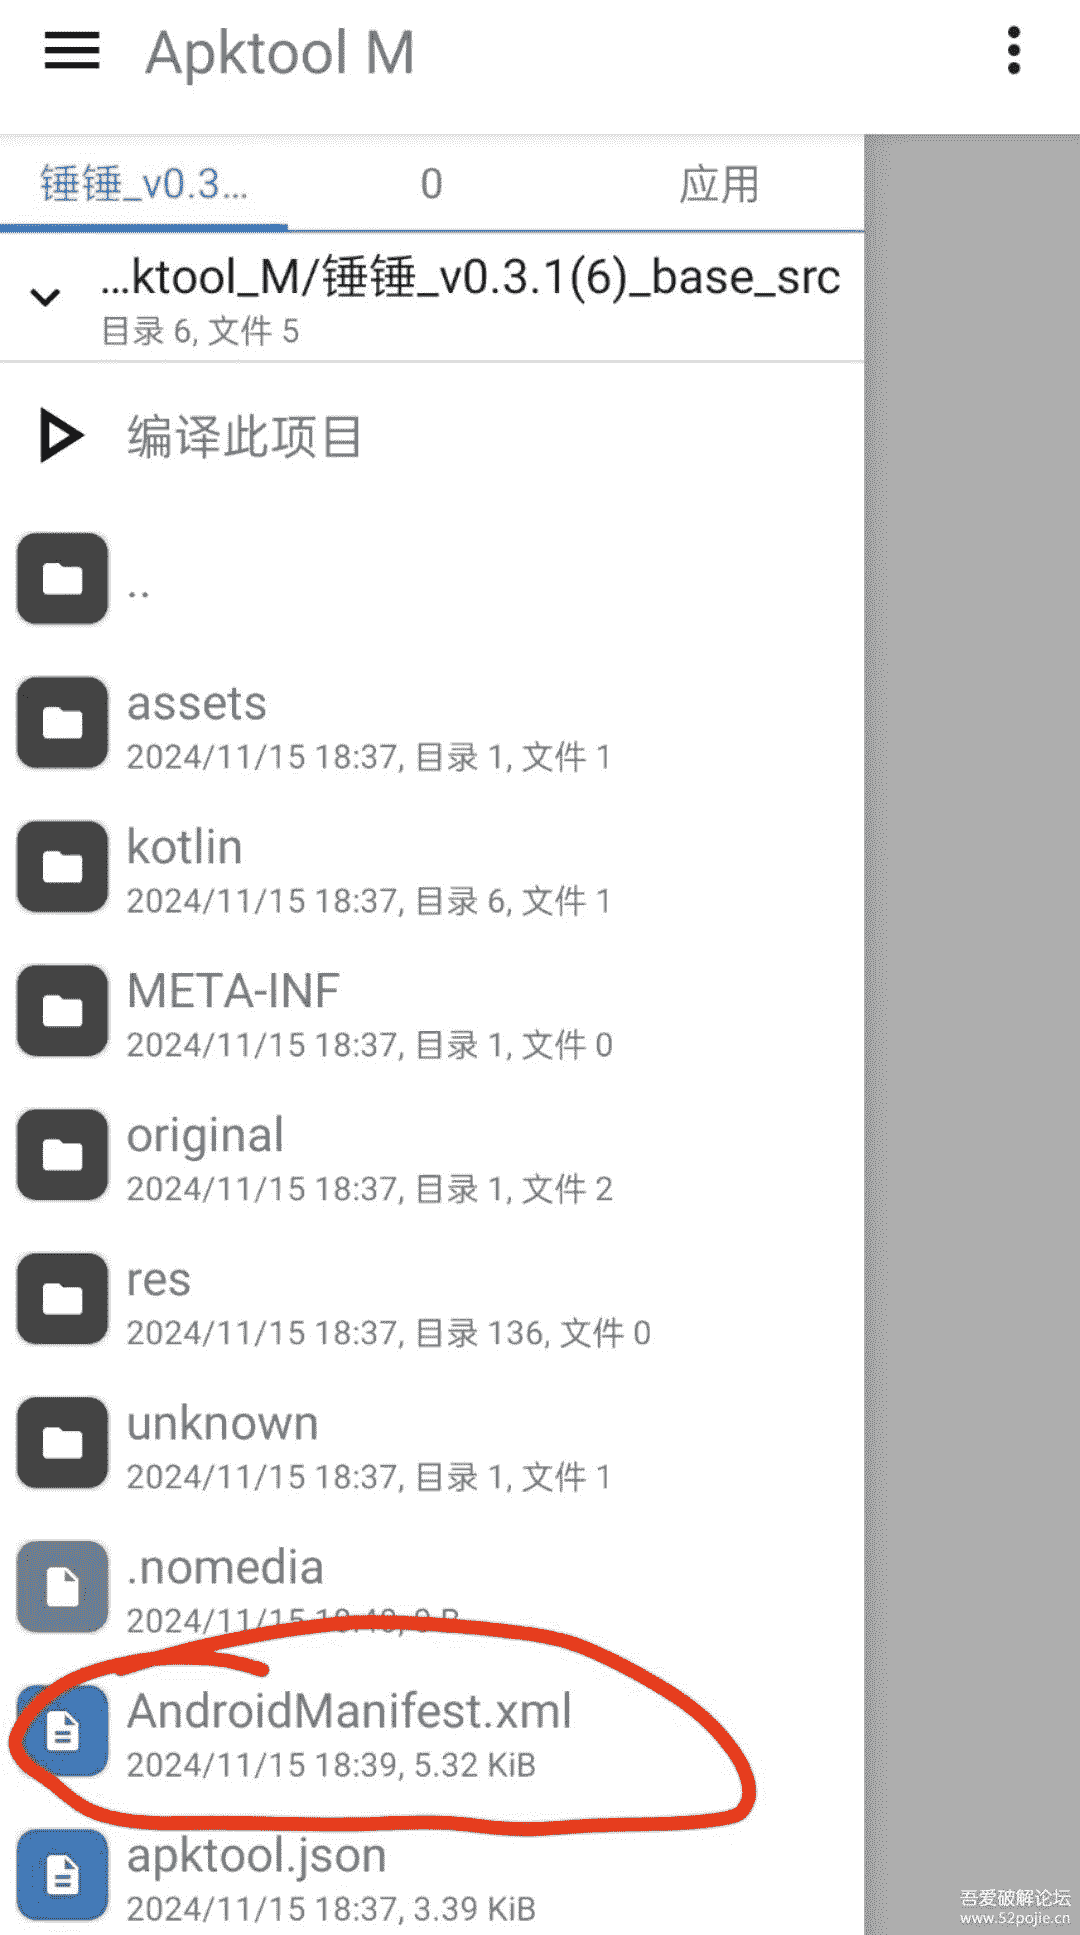 Apktool M
锤锤_v0.3...
0
应用
...ktool_M/锤锤_v0.3.1(6)_base_src
目录 6, 文件 5
编译此项目
..
assets
2024/11/15 18:37, 目录 1, 文件 1
kotlin
2024/11/15 18:37, 目录 6, 文件 1
META-INF
2024/11/15 18:37, 目录 1, 文件 0
original
2024/11/15 18:37, 目录 1, 文件 2
res
2024/11/15 18:37, 目录 136, 文件 0
unknown
2024/11/15 18:37, 目录 1, 文件 1
.nomedia
2024/11/15
AndroidManifest.xml
2024/11/15 18:39, 5.32 KiB
apktool.json
2024/11/15 18:37, 3.39 KiB
吾爱破解论坛
www.52pojie.cn